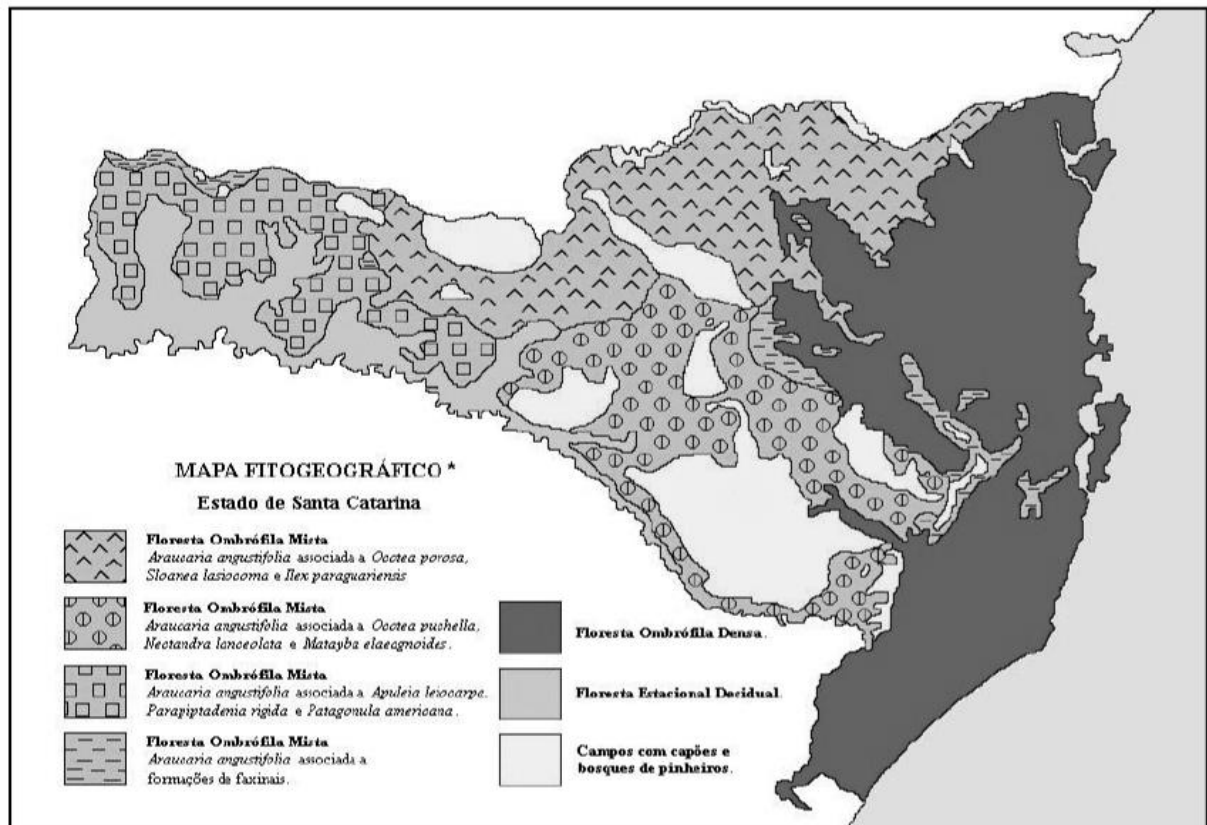 MAPA FITOGEOGRÁFICO *
Estado de Santa Catarina
Floresta Ombrófila Mista
Araucaria angustifolia associada a Ocotea porosa,
Sloanea lasiocoma e Ilex paraguariensis
Floresta Ombrófila Mista
Araucaria angustifolia associada a Ocotea puchella,
Nectandra lanceolata e Matayba elaeagnoides.
Floresta Ombrófila Mista
Araucaria angustifolia associada a Apuleia leiocarpa.
Parapiptadenia rigida e Patagonula americana.
Floresta Ombrófila Mista
Araucaria angustifolia associada a
formações de faxinais.
Floresta Ombrófila Densa.
Floresta Estacional Decidual.
Campos com capões e
bosques de pinheiros.